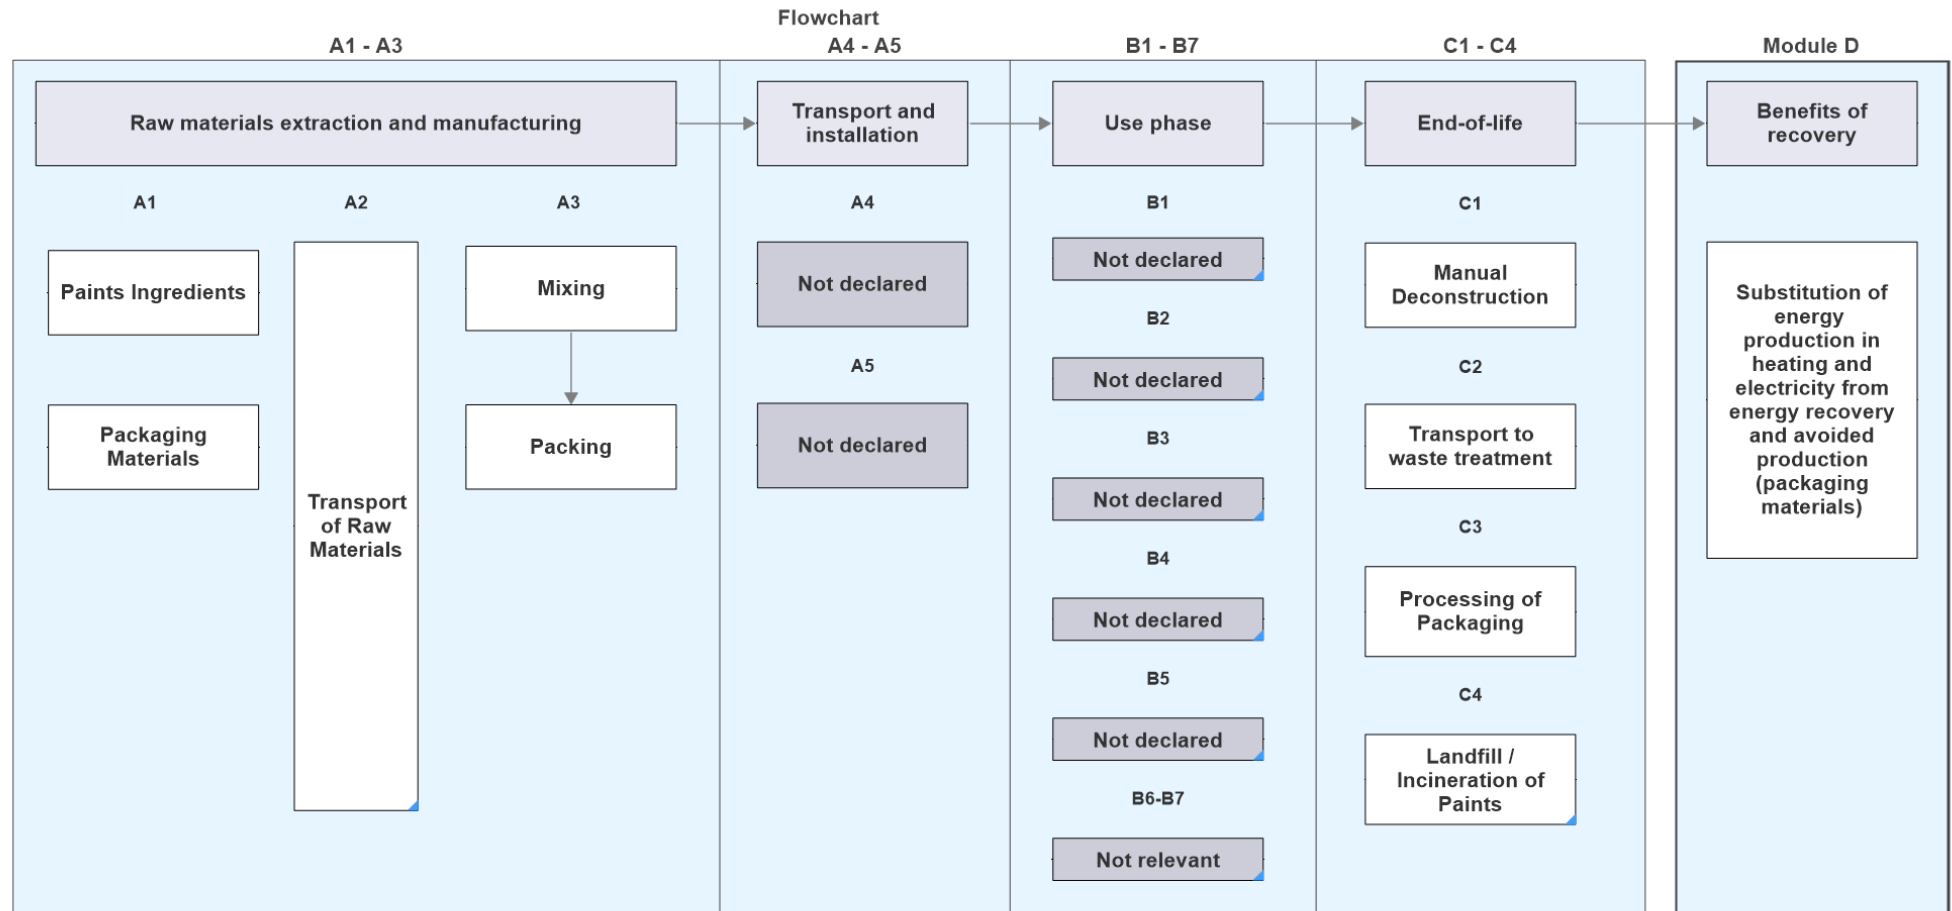 Flowchart
A1 - A3
A4 - A5
B1 - B7
C1 - C4
Module D
Raw materials extraction and manufacturing
Transport and
installation
Use phase
End-of-life
Benefits of
recovery
A1
Paints Ingredients
Packaging
Materials
A2
Transport
of Raw
Materials
A3
Mixing
Packing
A4
Not declared
A5
Not declared
B1
Not declared
B2
Not declared
B3
Not declared
B4
Not declared
B5
Not declared
B6-B7
Not relevant
C1
Manual
Deconstruction
C2
Transport to
waste treatment
C3
Processing of
Packaging
C4
Landfill /
Incineration of
Paints
Substitution of
energy
production in
heating and
electricity from
energy recovery
and avoided
production
(packaging
materials)